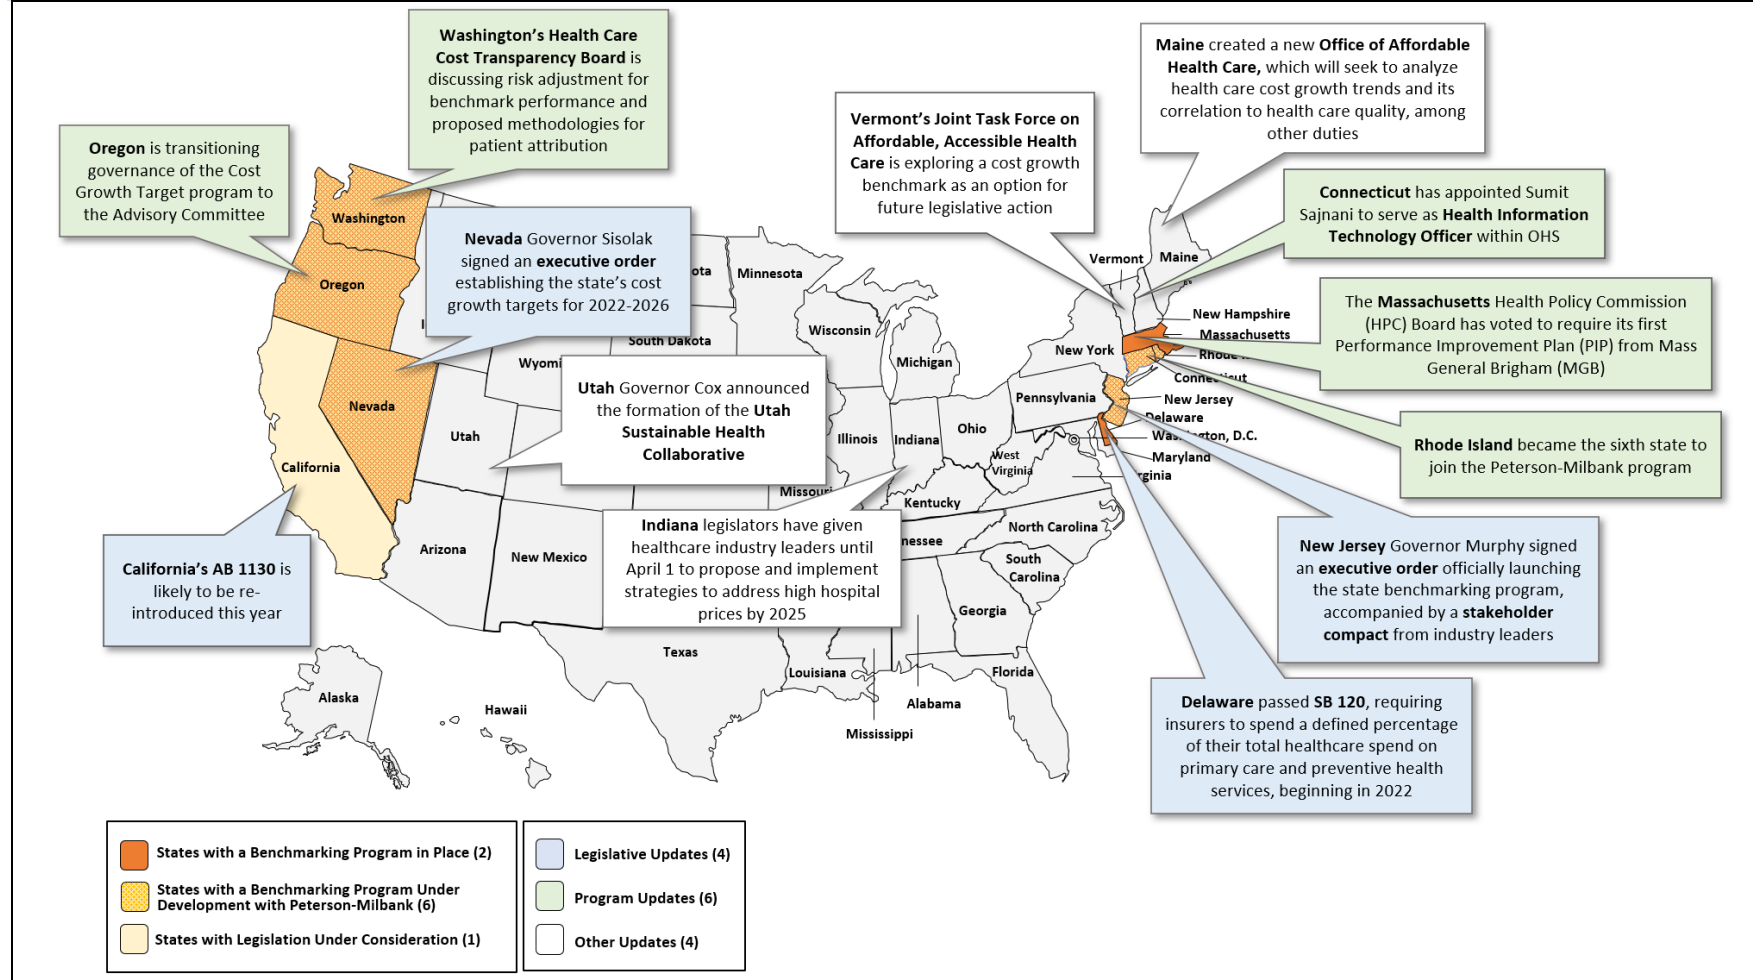 Washington's Health Care
Cost Transparency Board is
discussing risk adjustment for
benchmark performance and
proposed methodologies for
patient attribution
Maine created a new Office of Affordable
Health Care, which will seek to analyze
health care cost growth trends and its
correlation to health care quality, among
other duties
Vermont's Joint Task Force on
Affordable, Accessible Health
Care is exploring a cost growth
benchmark as an option for
future legislative action
Oregon is transitioning
governance of the Cost
Growth Target program to
the Advisory Committee
Connecticut has appointed Sumit
Sajnani to serve as Health Information
Technology Officer within OHS
Nevada Governor Sisolak
signed an executive order
establishing the state's cost
growth targets for 2022-2026
The Massachusetts Health Policy Commission
(HPC) Board has voted to require its first
Performance Improvement Plan (PIP) from Mass
General Brigham (MGB)
Utah Governor Cox announced
the formation of the Utah
Sustainable Health
Collaborative
Rhode Island became the sixth state to
join the Peterson-Milbank program
Indiana legislators have given
healthcare industry leaders until
April 1 to propose and implement
strategies to address high hospital
prices by 2025
California's AB 1130 is
likely to be re-
introduced this year
New Jersey Governor Murphy signed
an executive order officially launching
the state benchmarking program,
accompanied by a stakeholder
compact from industry leaders
Delaware passed SB 120, requiring
insurers to spend a defined percentage
of their total healthcare spend on
primary care and preventive health
services, beginning in 2022
Washington
Oregon
Nevada
California
Utah
Arizona
New Mexico
South Dakota
Minnesota
Wisconsin
Michigan
Illinois
Indiana
Ohio
Missouri
Kentucky
West
Virginia
Pennsylvania
New York
Vermont
Maine
New Hampshire
Massachusetts
Rhode
Connecticut
New Jersey
Delaware
Washington, D.C.
Maryland
North Carolina
South
Carolina
Georgia
Florida
Alabama
Mississippi
Louisiana
Texas
Alaska
Hawaii
States with a Benchmarking Program in Place (2)
States with a Benchmarking Program Under
Development with Peterson-Milbank (6)
States with Legislation Under Consideration (1)
Legislative Updates (4)
Program Updates (6)
Other Updates (4)